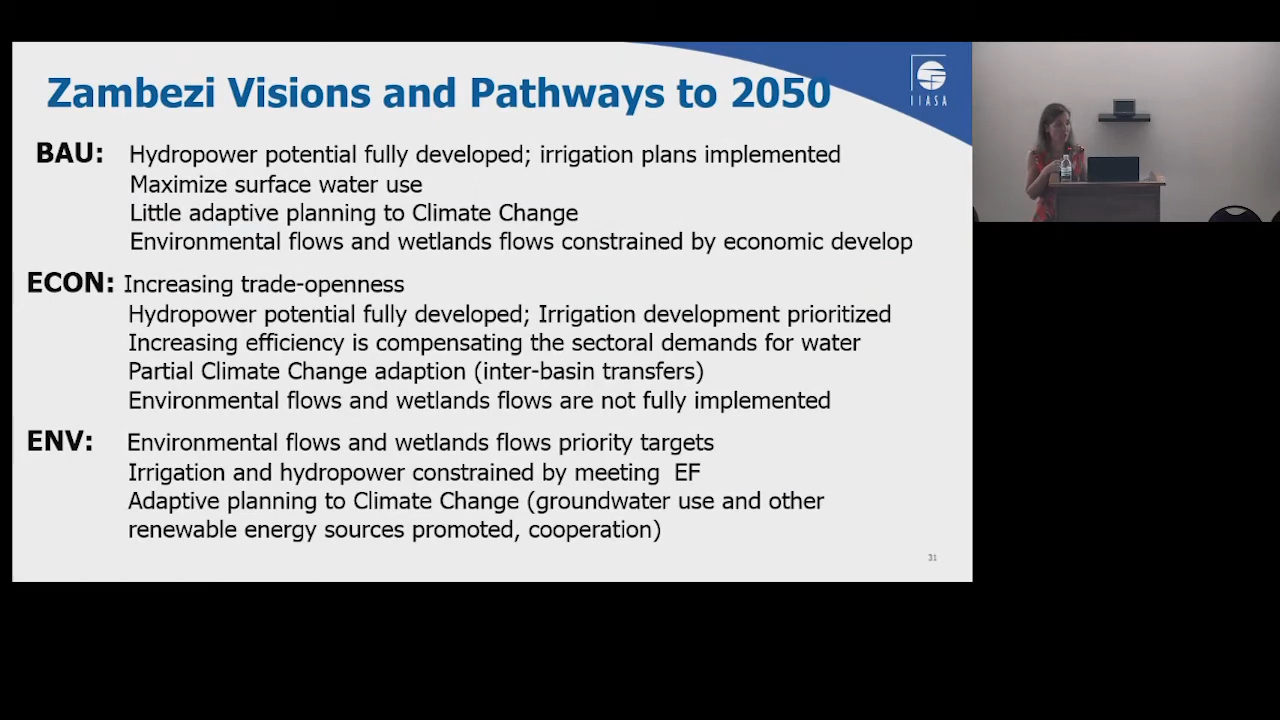 Zambezi Visions and Pathways to 2050
IIASA
BAU: Hydropower potential fully developed; irrigation plans implemented
Maximize surface water use
Little adaptive planning to Climate Change
Environmental flows and wetlands flows constrained by economic develop
ECON: Increasing trade-openness
Hydropower potential fully developed; Irrigation development prioritized
Increasing efficiency is compensating the sectoral demands for water
Partial Climate Change adaption (inter-basin transfers)
Environmental flows and wetlands flows are not fully implemented
ENV: Environmental flows and wetlands flows priority targets
Irrigation and hydropower constrained by meeting EF
Adaptive planning to Climate Change (groundwater use and other
renewable energy sources promoted, cooperation)
31